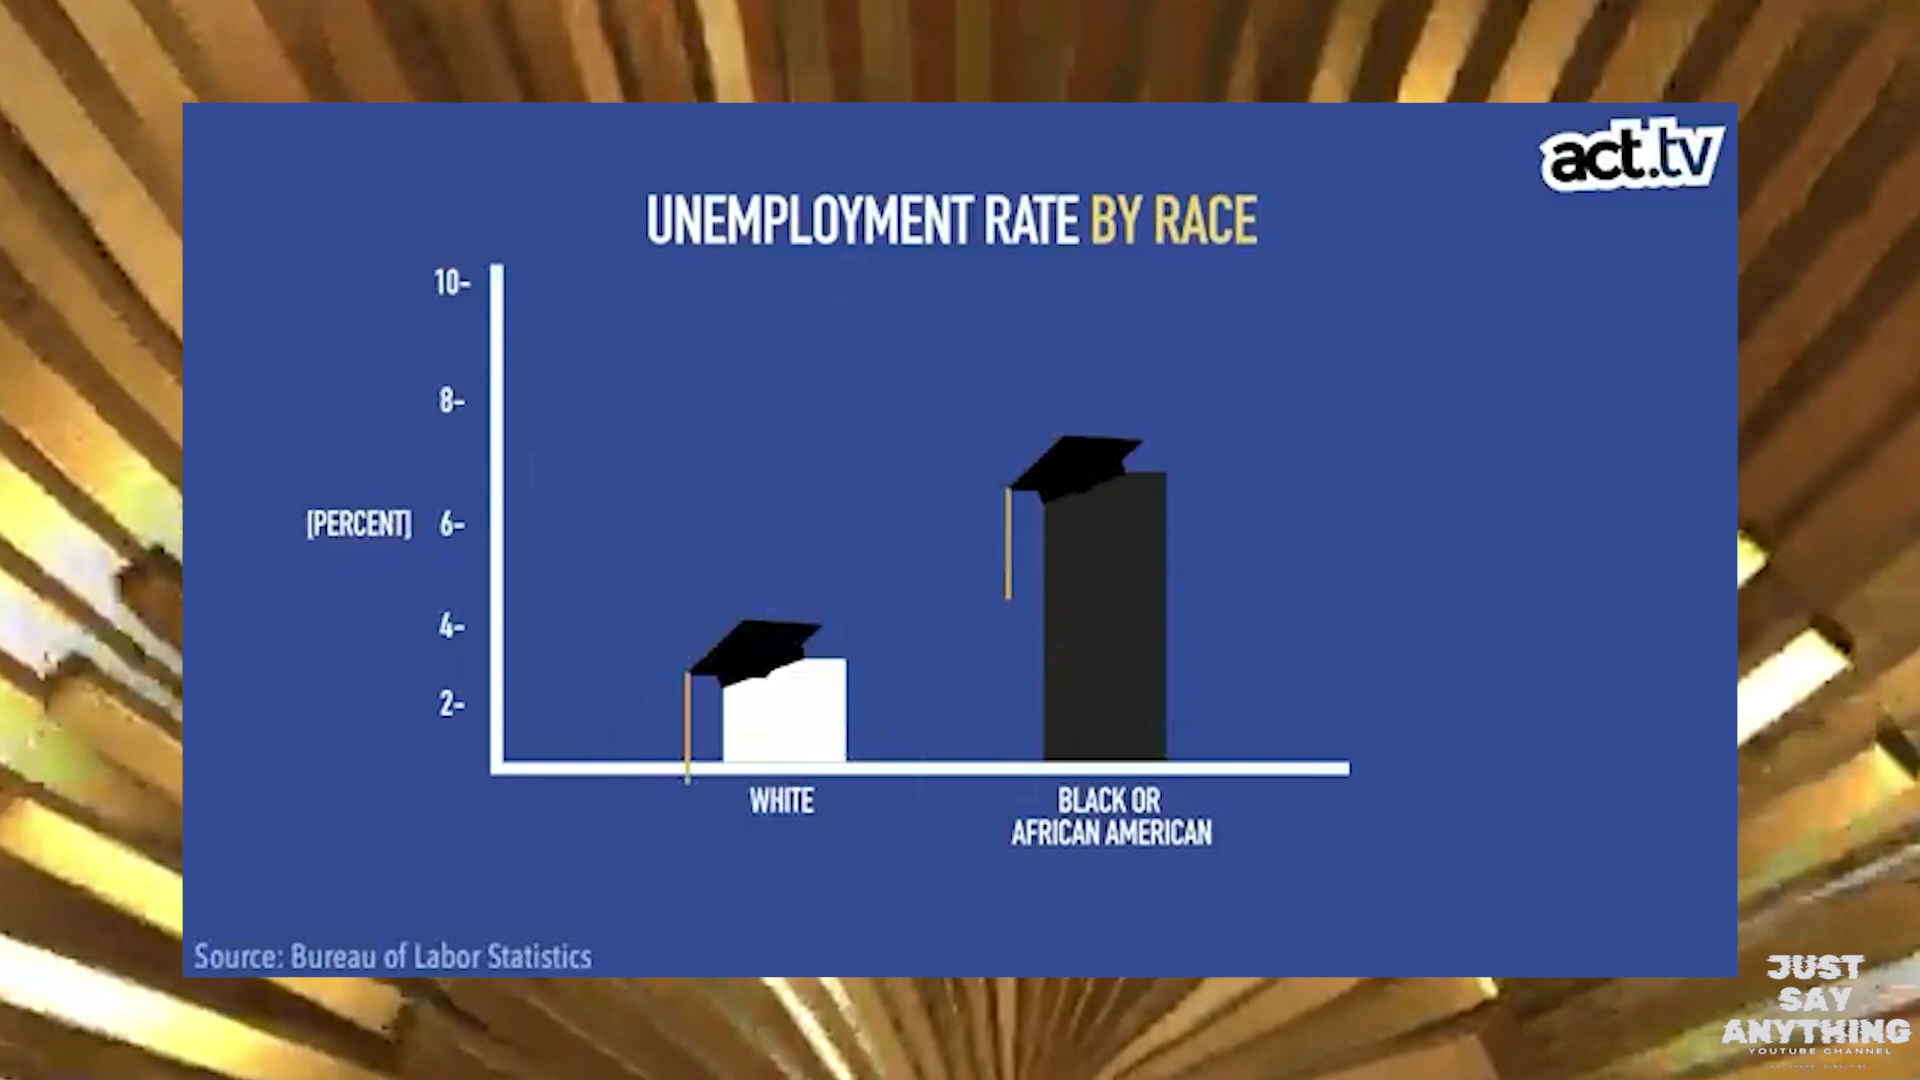 act.tv
UNEMPLOYMENT RATE BY RACE
10-
8-
[PERCENT] 6-
4-
2-
WHITE
BLACK OR
AFRICAN AMERICAN
Source: Bureau of Labor Statistics
JUST
SAY
ANYTHING
YOUTUBE CHANNEL